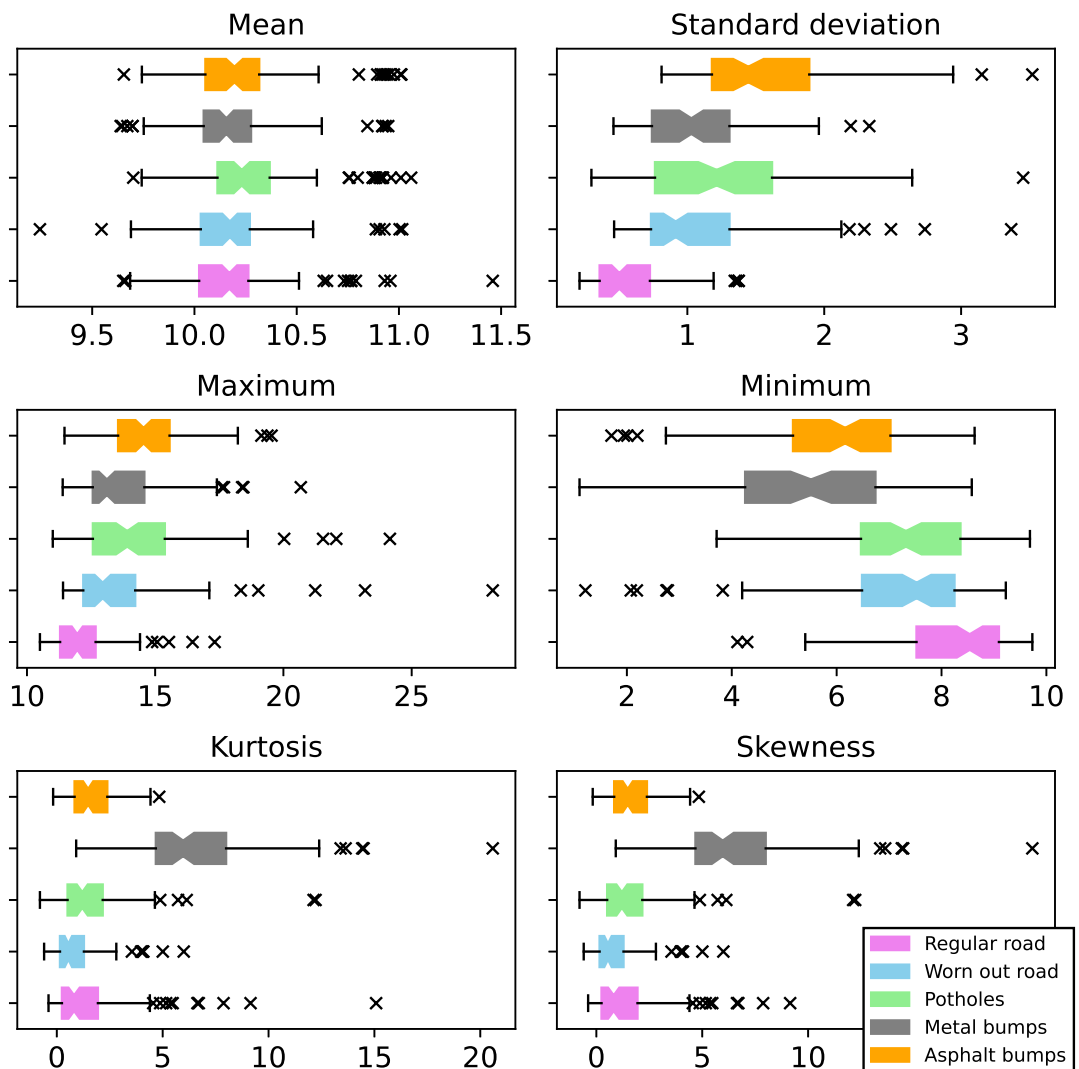 Mean
Standard deviation
9.5 10.0 10.5 11.0 11.5
1 2 3
Maximum
Minimum
10 15 20 25
2 4 6 8 10
Kurtosis
Skewness
Regular road
Worn out road
Potholes
Metal bumps
Asphalt bumps
0 5 10 15 20
0 5 10